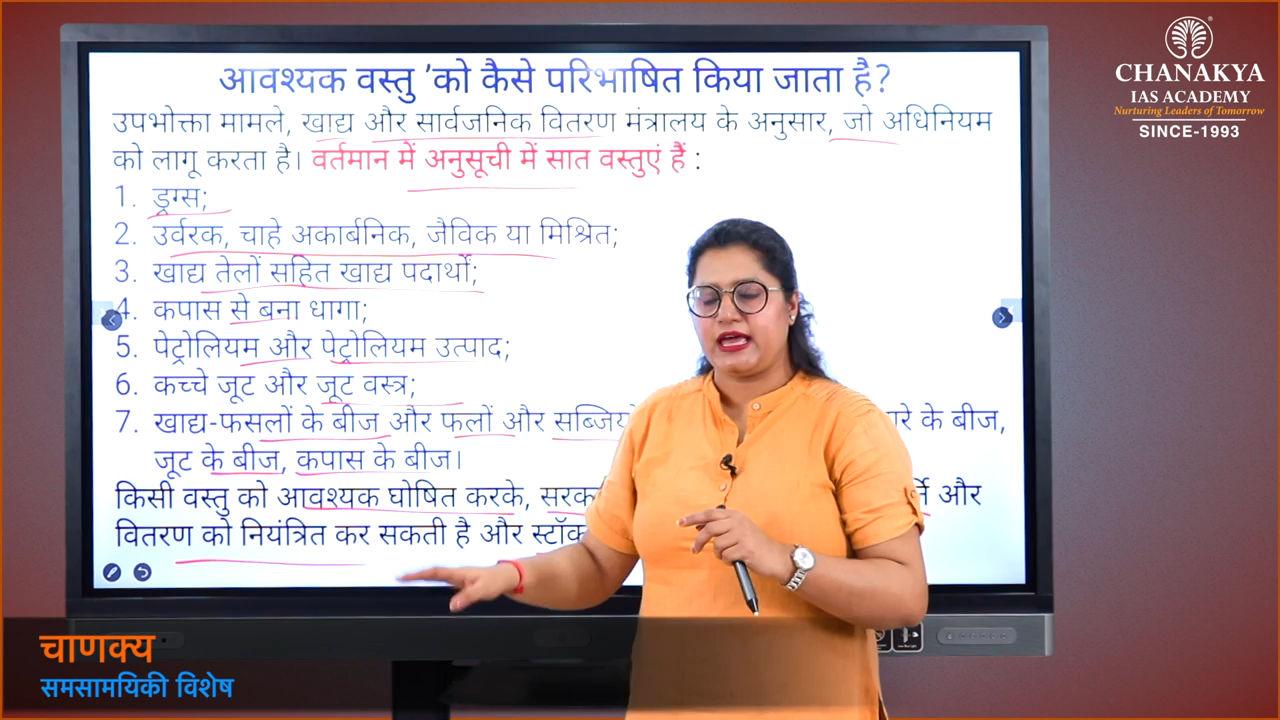 आवश्यक वस्तु 'को कैसे परिभाषित किया जाता है?
उपभोक्ता मामले, खाद्य और सार्वजनिक वितरण मंत्रालय के अनुसार, जो अधिनियम
को लागू करता है। वर्तमान में अनुसूची में सात वस्तुएं हैं :
1. ड्रग्स;
2. उर्वरक, चाहे अकार्बनिक, जैविक या मिश्रित;
3. खाद्य तेलों सहित खाद्य पदार्थों;
4. कपास से बना धागा;
5. पेट्रोलियम और पेट्रोलियम उत्पाद;
6. कच्चे जूट और जूट वस्त्र;
7. खाद्य-फसलों के बीज और फलों और के बीज,
जूट के बीज, कपास के बीज।
किसी वस्तु को आवश्यक घोषित करके, और
वितरण को नियंत्रित कर सकती है और
CHANAKYA
IAS ACADEMY
Nurturing Leaders of Tomorrow
SINCE-1993
चाणक्य
समसामयिकी विशेष